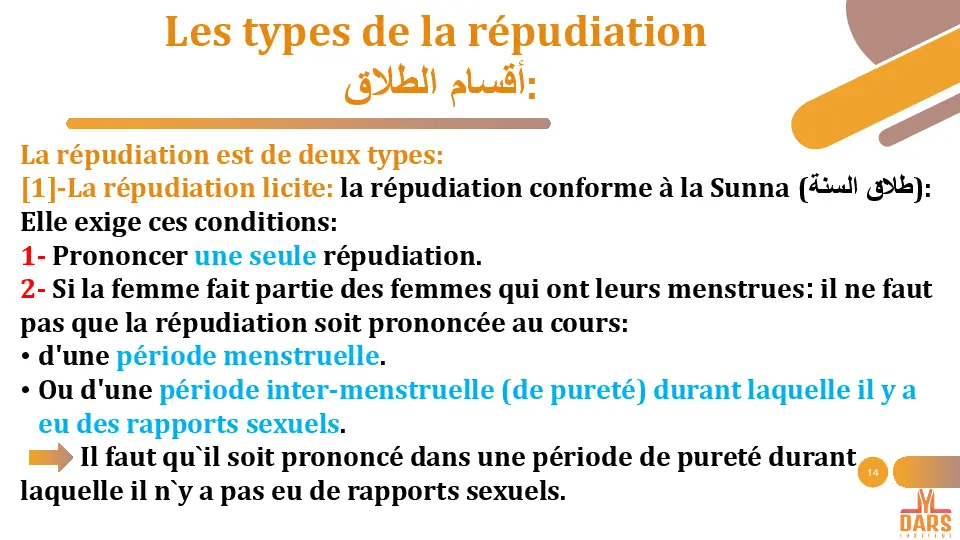 Les types de la répudiation
أقسام الطلاق:
La répudiation est de deux types:
[1]-La répudiation licite: la répudiation conforme à la Sunna (طلاق السنة):
Elle exige ces conditions:
1- Prononcer une seule répudiation.
2- Si la femme fait partie des femmes qui ont leurs menstrues: il ne faut
pas que la répudiation soit prononcée au cours:
• d'une période menstruelle.
• Ou d'une période inter-menstruelle (de pureté) durant laquelle il y a
eu des rapports sexuels.
Il faut qu`il soit prononcé dans une période de pureté durant
laquelle il n`y a pas eu de rapports sexuels.
14
DARS
INSTITUT